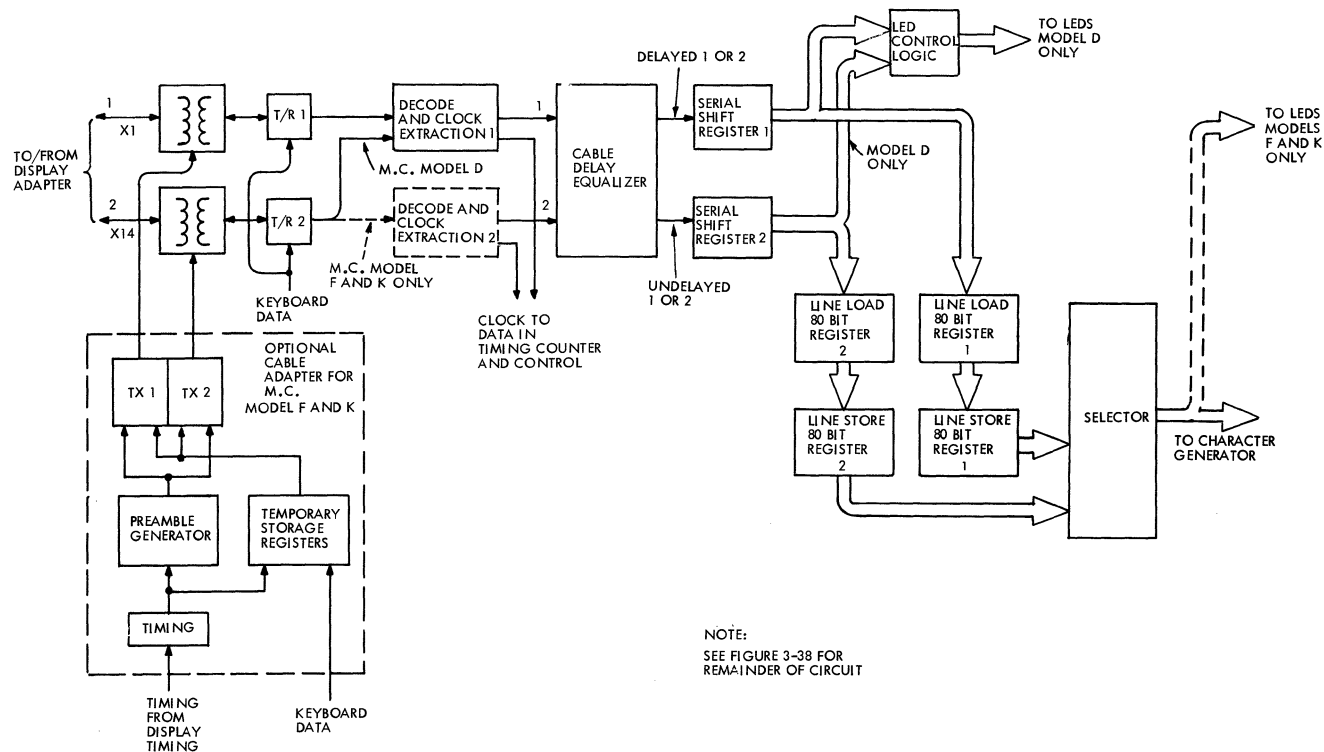 TO/FROM
DISPLAY
ADAPTER
1
X1
2
X14
T/R 1
T/R 2
KEYBOARD
DATA
DECODE
AND CLOCK
EXTRACTION 1
M.C. MODEL D
DECODE AND
CLOCK
EXTRACTION 2
M.C. MODEL
F AND K ONLY
1
2
CLOCK TO
DATA IN
TIMING COUNTER
AND CONTROL
CABLE
DELAY
EQUALIZER
DELAYED 1 OR 2
UNDELAYED
1 OR 2
SERIAL
SHIFT
REGISTER 1
SERIAL
SHIFT
REGISTER 2
LED
CONTROL
LOGIC
TO LEDS
MODEL D
ONLY
MODEL D
ONLY
LINE LOAD
80 BIT
REGISTER
2
LINE LOAD
80 BIT
REGISTER
1
LINE STORE
80 BIT
REGISTER
2
LINE STORE
80 BIT
REGISTER
1
SELECTOR
TO LEDS
MODELS
F AND K
ONLY
TO CHARACTER
GENERATOR
OPTIONAL
CABLE
ADAPTER FOR
M.C.
MODEL F AND K
TX 1
TX 2
PREAMBLE
GENERATOR
TEMPORARY
STORAGE
REGISTERS
TIMING
TIMING
FROM
DISPLAY
TIMING
KEYBOARD
DATA
NOTE:
SEE FIGURE 3-38 FOR
REMAINDER OF CIRCUIT